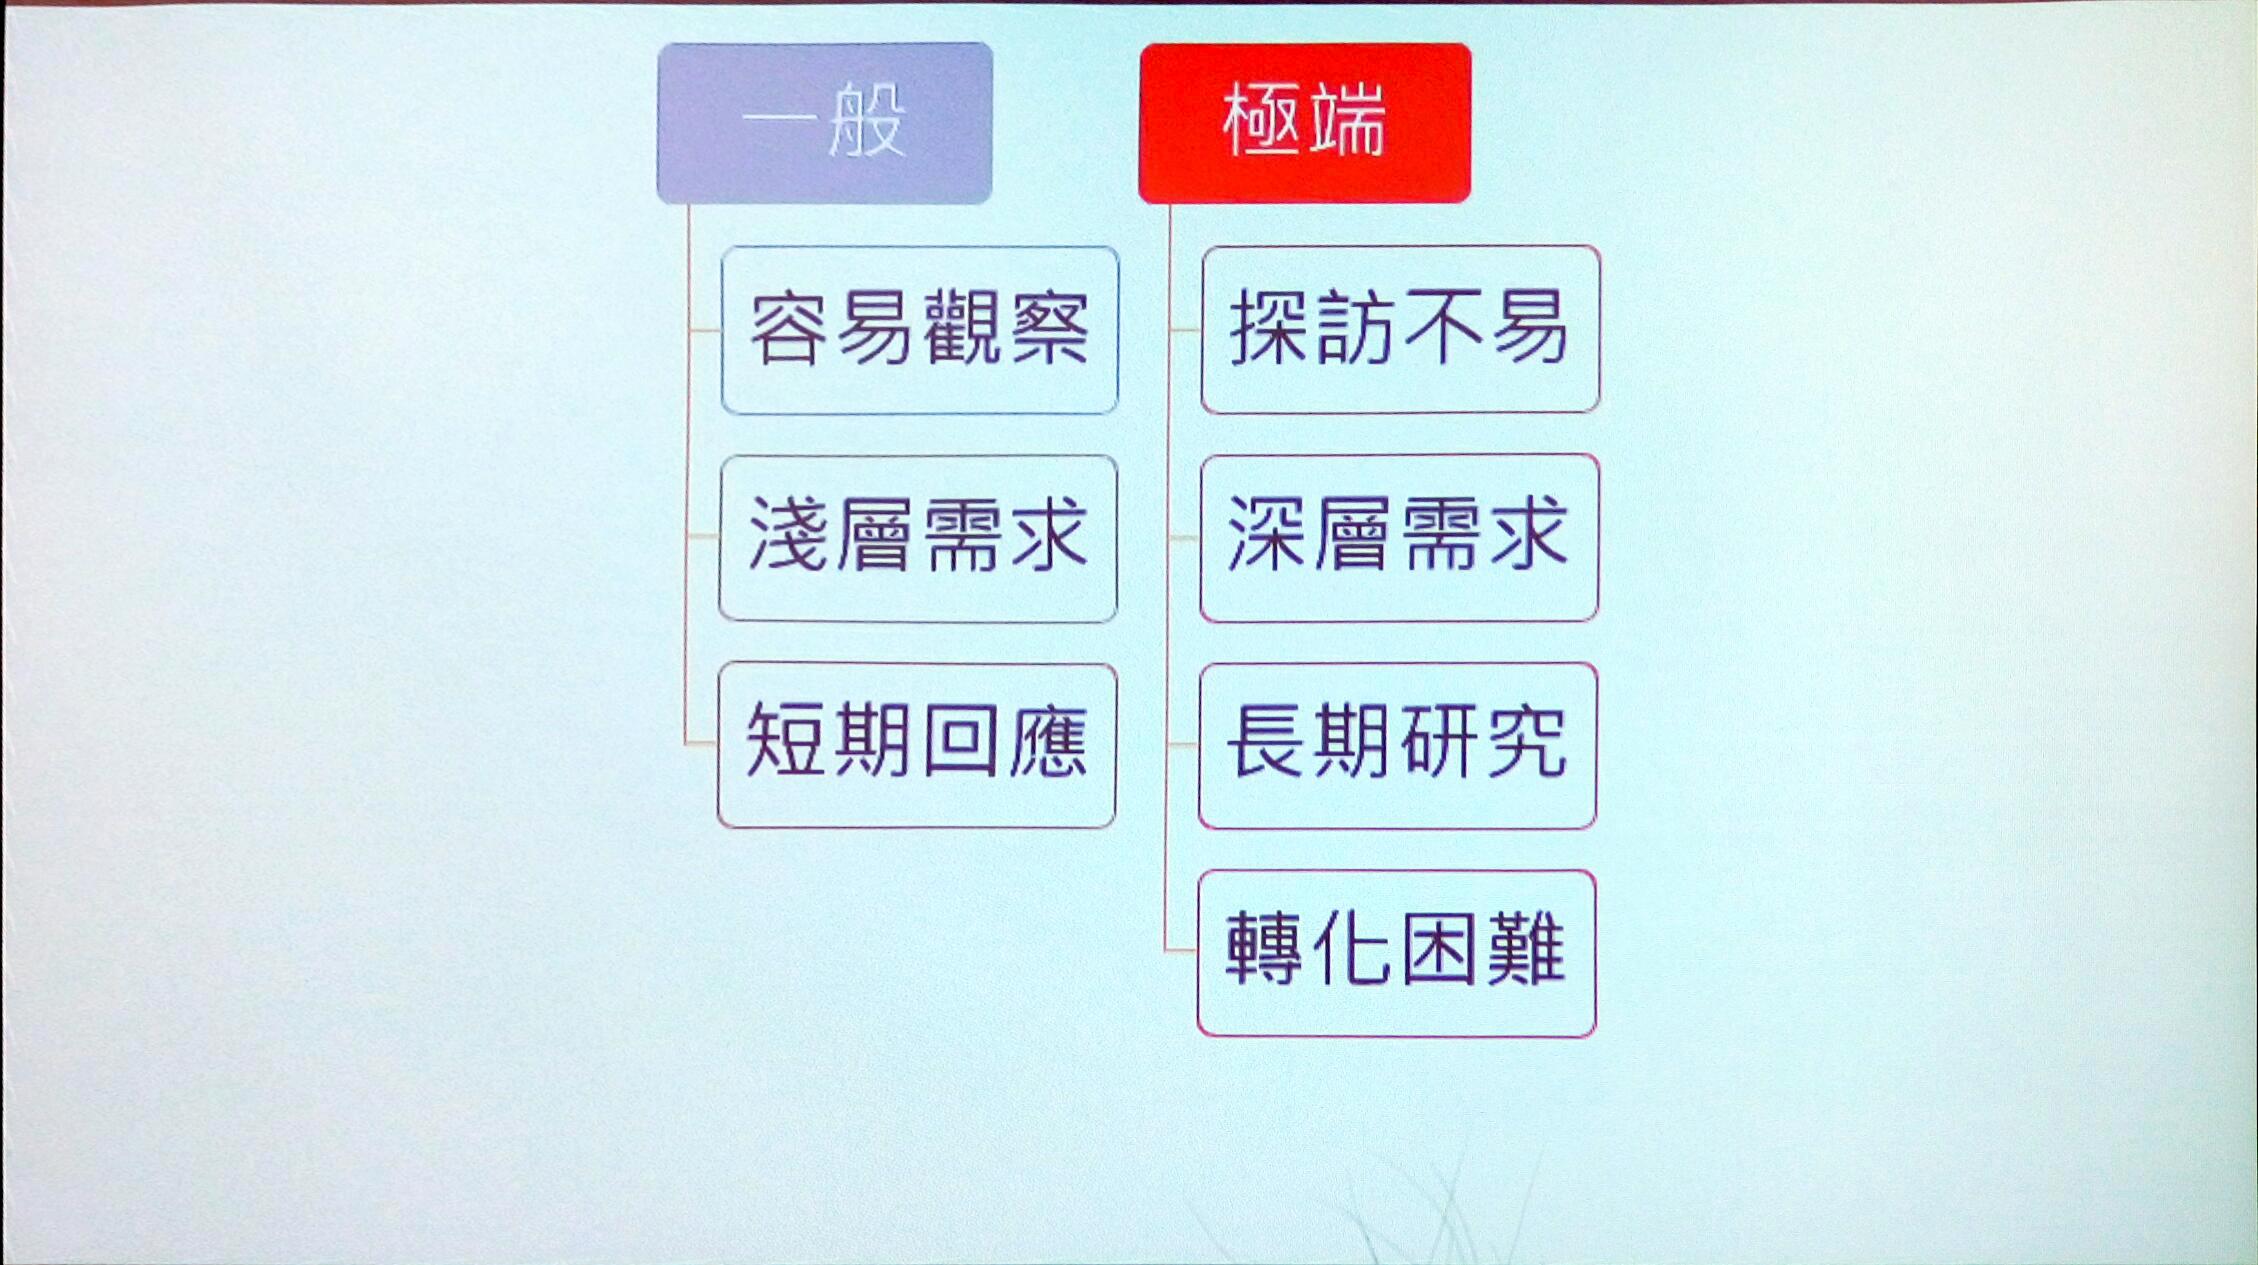 一般
容易觀察
淺層需求
短期回應
極端
探訪不易
深層需求
長期研究
轉化困難